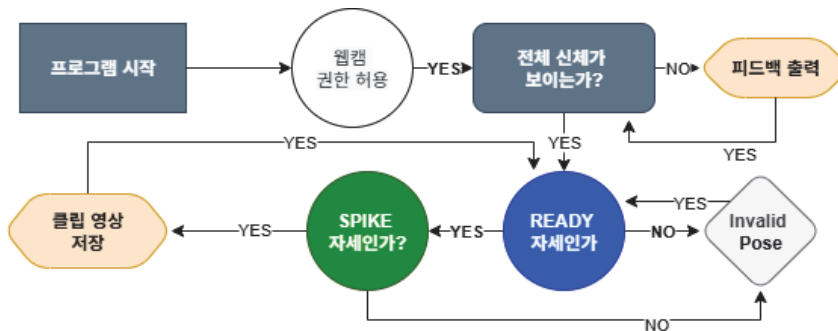 프로그램 시작
웹캠
권한 허용
YES
전체 신체가
보이는가?
NO
피드백 출력
YES
YES
YES
클립 영상
저장
YES
SPIKE
자세인가?
YES
READY
자세인가
NO
YES
Invalid
Pose
NO